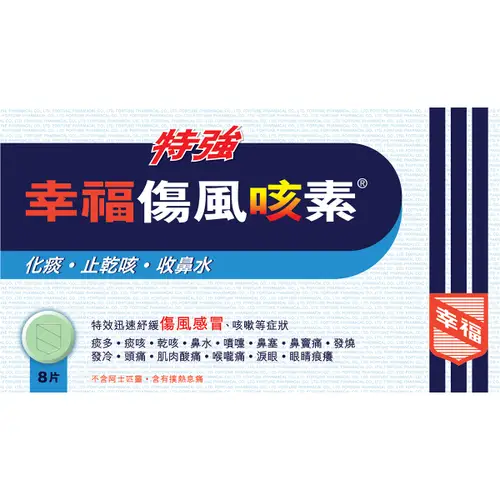 特強
幸福傷風咳素®
化痰・止乾咳・收鼻水
特效迅速紓緩傷風感冒、咳嗽等症狀
痰多・痰咳・乾咳・鼻水・噴嚏・鼻塞・鼻竇痛・發燒
發冷・頭痛・肌肉酸痛・喉嚨痛・淚眼・眼睛痕癢
8片
不含阿士匹靈，含有撲熱息痛
幸福